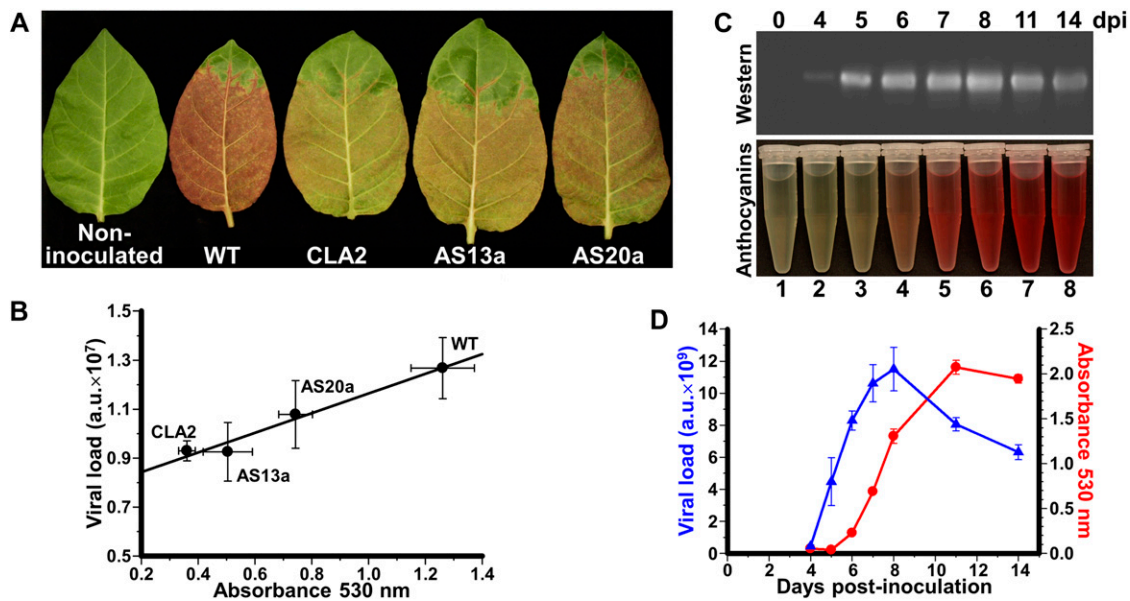 A
Non-
inoculated
WT
CLA2
AS13a
AS20a
B
Viral load (a.u.×10⁷)
1.5
1.3
1.1
0.9
0.7
0.5
CLA2
AS13a
AS20a
WT
0.2 0.4 0.6 0.8 1.0 1.2 1.4
Absorbance 530 nm
C
0 4 5 6 7 8 11 14 dpi
Western
Anthocyanins
1 2 3 4 5 6 7 8
D
Viral load (a.u.×10⁹)
14
12
10
8
6
4
2
0
2.5
2.0
1.5
1.0
0.5
0.0
Absorbance 530 nm
0 2 4 6 8 10 12 14
Days post-inoculation